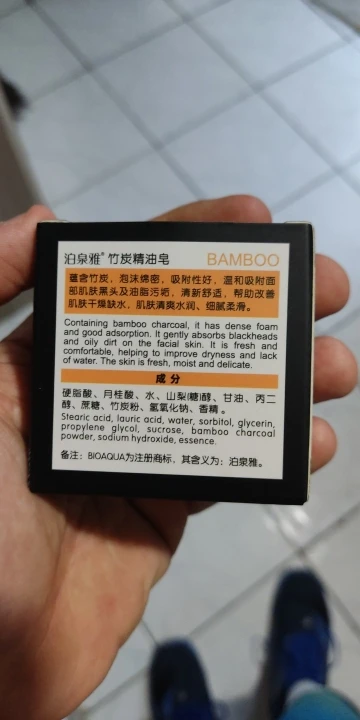 泊泉雅®竹炭精油皂 BAMBOO
蕴含竹炭，泡沫绵密，吸附性好，温和吸附面
部肌肤黑头及油脂污垢，清新舒适，帮助改善
肌肤干燥缺水，肌肤清爽水润、细腻柔滑。
Containing bamboo charcoal, it has dense foam
and good adsorption. It gently absorbs blackheads
and oily dirt on the facial skin. It is fresh and
comfortable, helping to improve dryness and lack
of water. The skin is fresh, moist and delicate.
成分
硬脂酸、月桂酸、水、山梨(糖)醇、甘油、丙二
醇、蔗糖、竹炭粉、氢氧化钠、香精。
Stearic acid, lauric acid, water, sorbitol, glycerin,
propylene glycol, sucrose, bamboo charcoal
powder, sodium hydroxide, essence.
备注：BIOAQUA为注册商标，其含义为：泊泉雅。